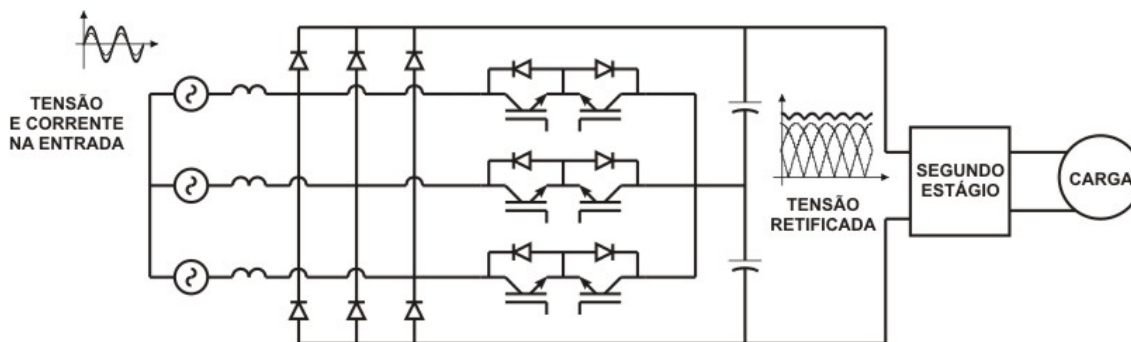 TENSÃO
E CORRENTE
NA ENTRADA
TENSÃO
RETIFICADA
SEGUNDO
ESTÁGIO
CARGA